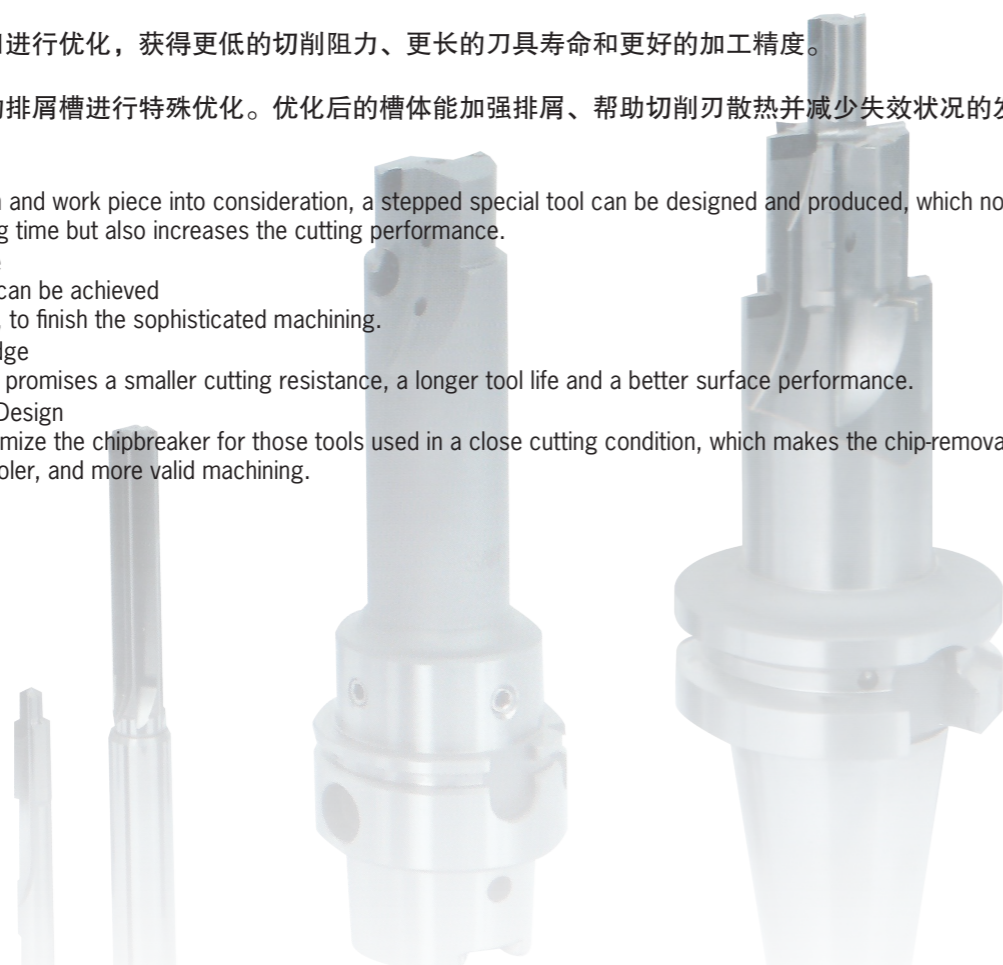 进行优化，获得更低的切削阻力、更长的刀具寿命和更好的加工精度。
排屑槽进行特殊优化。优化后的槽体能加强排屑、帮助切削刃散热并减少失效状况的发
and work piece into consideration, a stepped special tool can be designed and produced, which no
time but also increases the cutting performance.
can be achieved
, to finish the sophisticated machining.
dge
promises a smaller cutting resistance, a longer tool life and a better surface performance.
Design
mize the chipbreaker for those tools used in a close cutting condition, which makes the chip-remova
oler, and more valid machining.